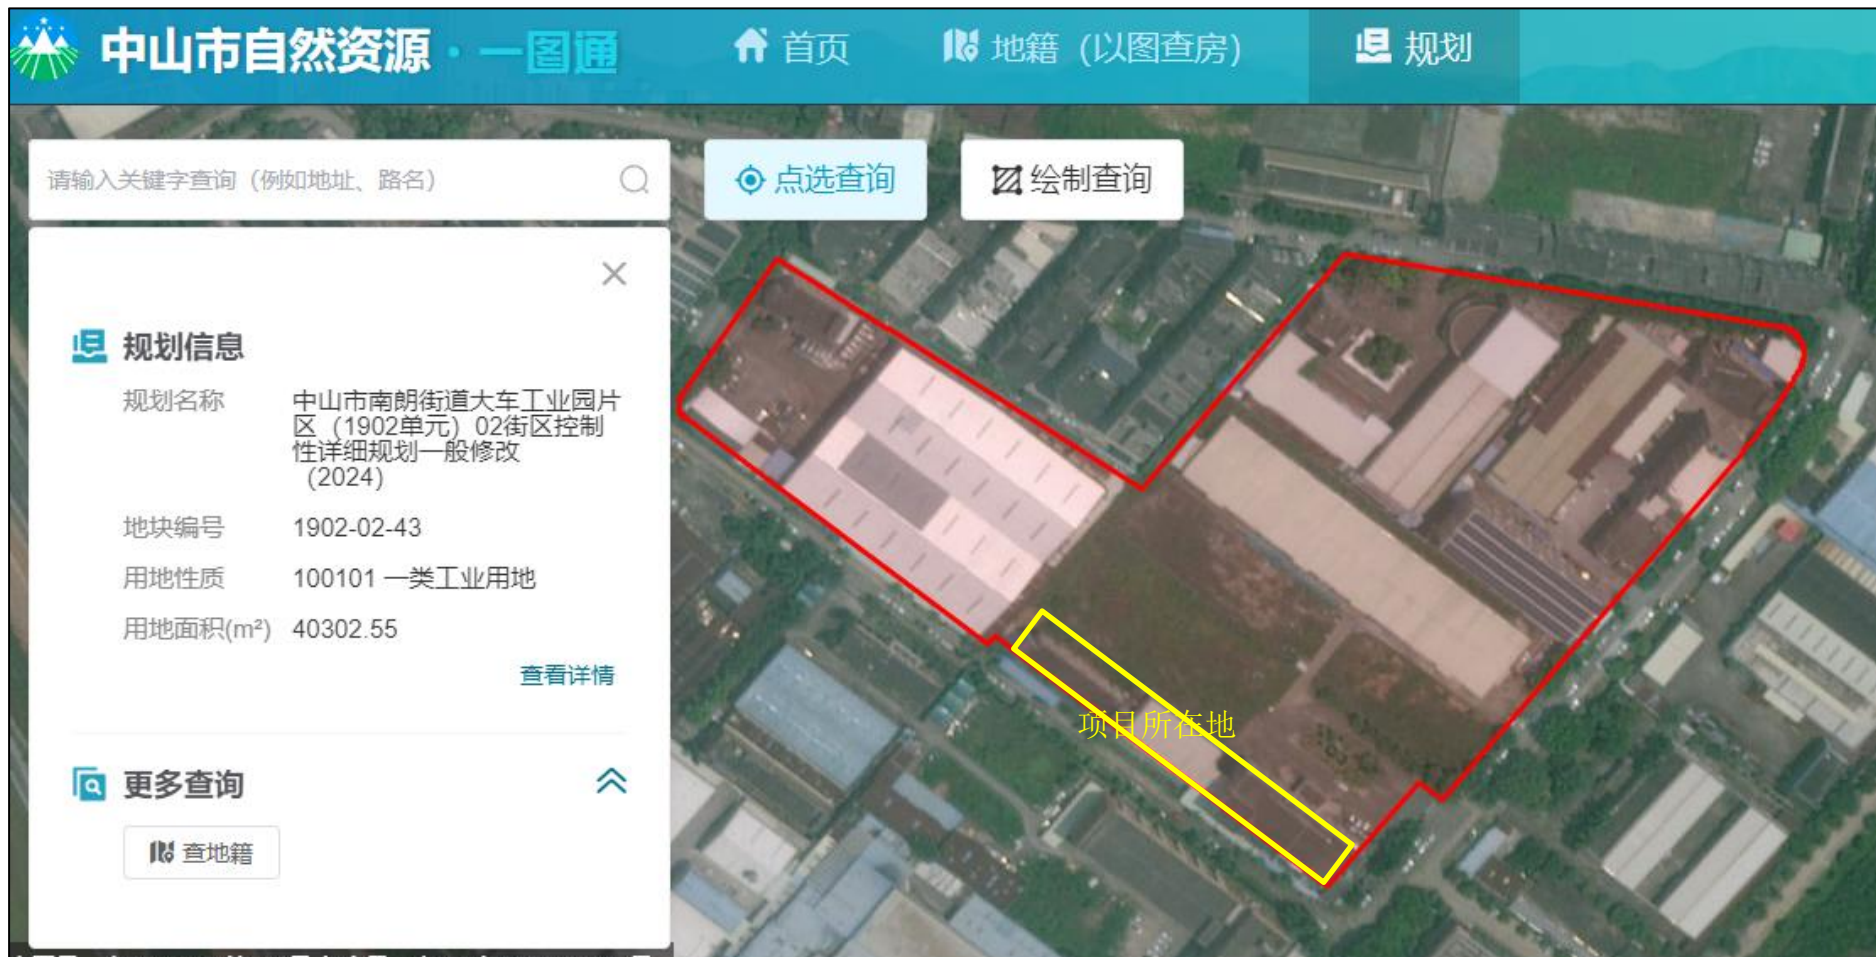 中山市自然资源·一图通
首页
地籍（以图查房）
规划
请输入关键字查询（例如地址、路名）
点选查询
绘制查询
规划信息
规划名称
中山市南朗街道大车工业园片
区（1902单元）02街区控制
性详细规划一般修改
（2024）
地块编号
1902-02-43
用地性质
100101 一类工业用地
用地面积(m²)
40302.55
查看详情
更多查询
查地籍
项目所在地